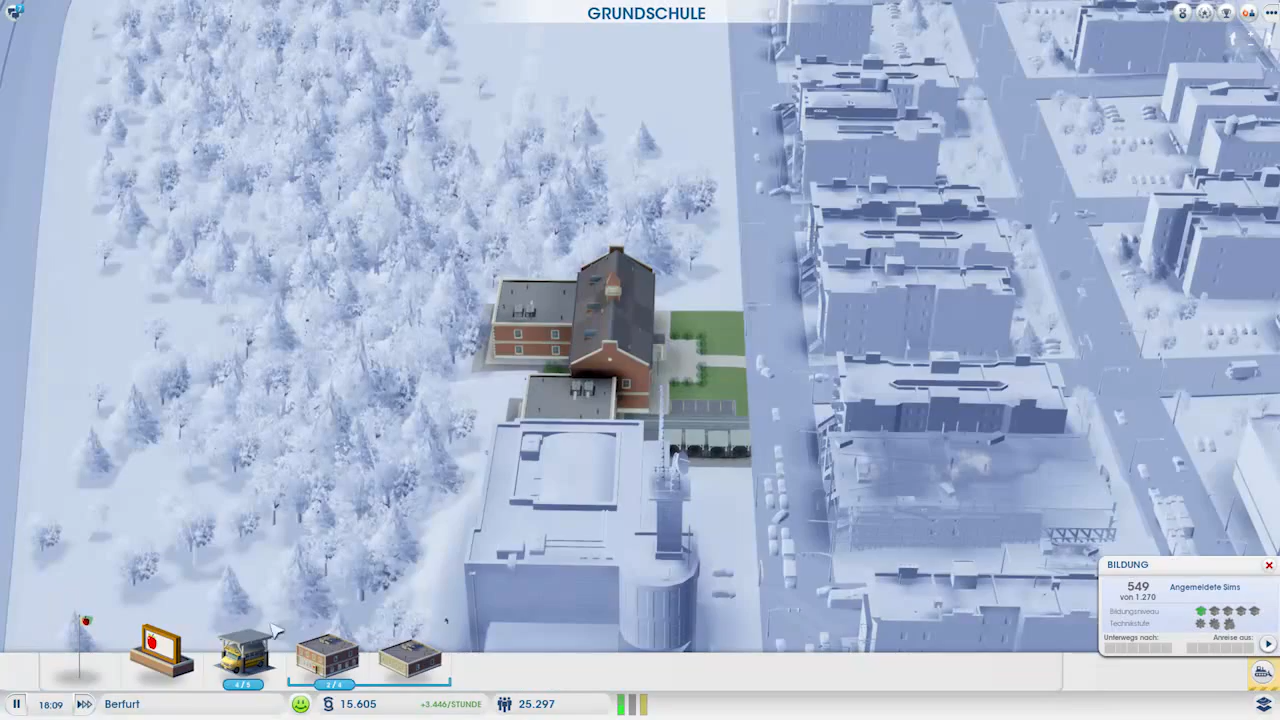 GRUNDSCHULE
BILDUNG
549 Angemeldete Sims
von 1.270
Bildungsniveau
Technikstufe
Unterwegs nach: Anreise aus:
4/5
2/4
18:09
Berfurt
15.605
+3.446/STUNDE
25.297